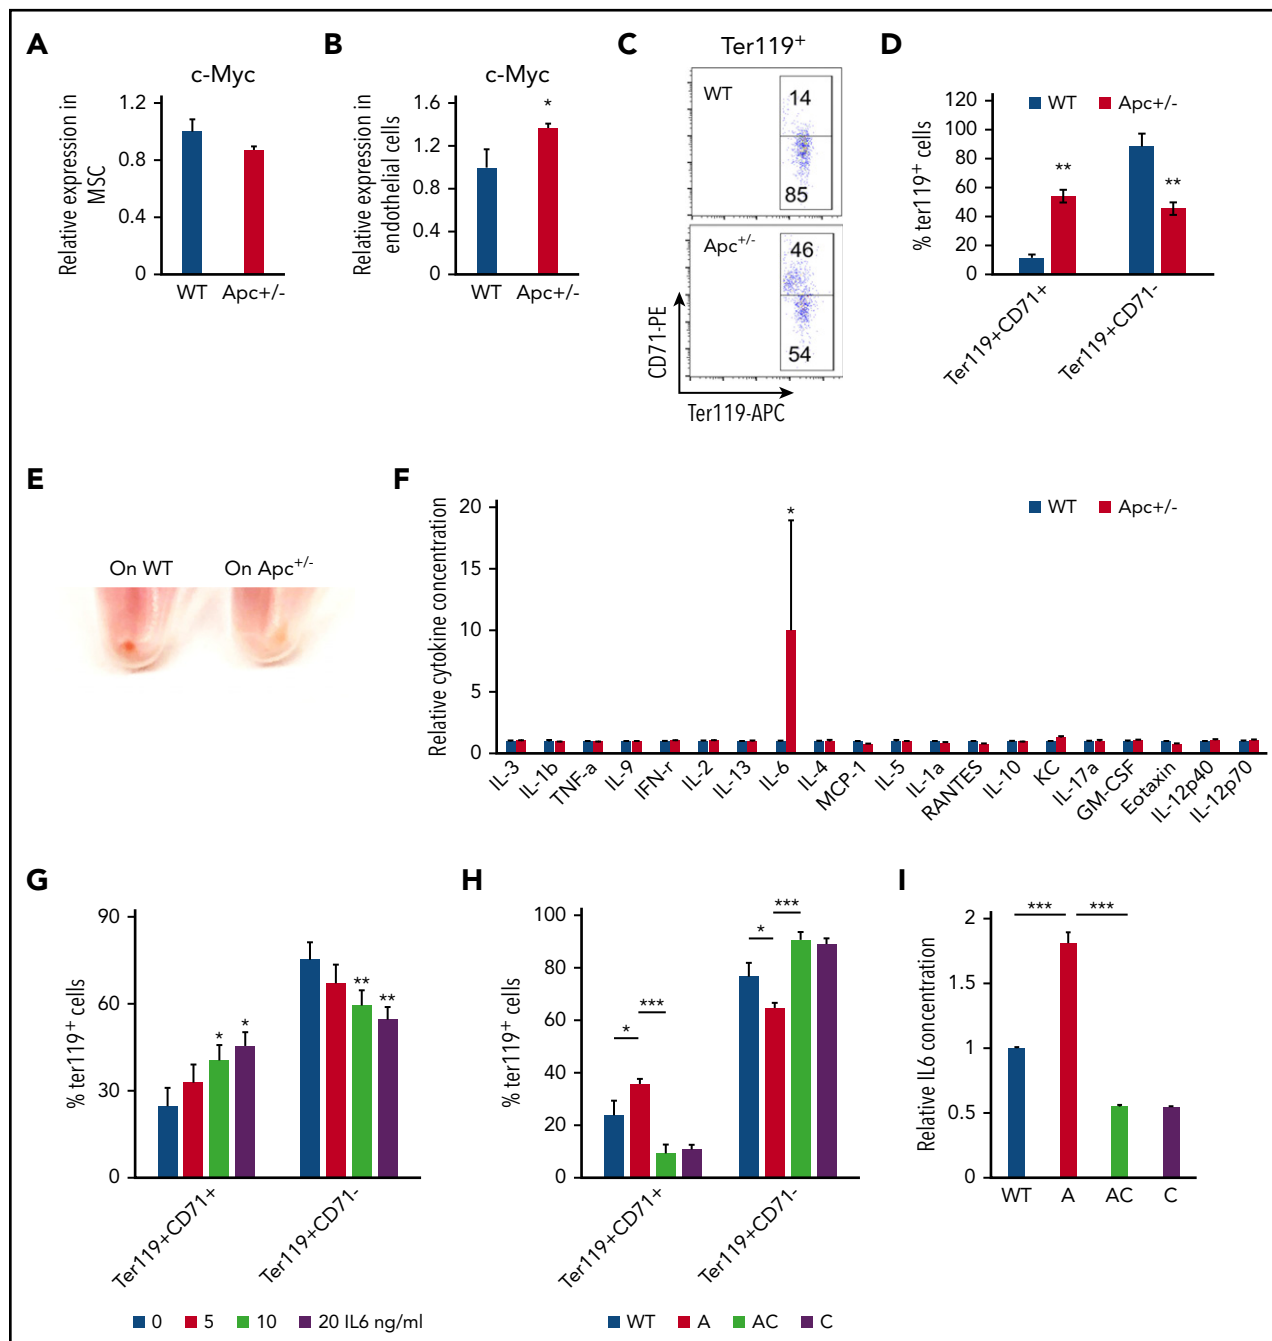 A
c-Myc
Relative expression in
MSC
1.2
0.8
0.4
0
WT Apc+/-
B
c-Myc
Relative expression in
endothelial cells
1.6
1.2
0.8
0.4
0
*
WT Apc+/-
C
Ter119+
WT
14
85
Apc+/-
46
54
CD71-PE
Ter119-APC
D
WT Apc+/-
% ter119+ cells
120
100
80
60
40
20
0
**
**
Ter119+CD71+
Ter119+CD71-
E
On WT On Apc+/-
F
WT Apc+/-
Relative cytokine concentration
20
15
10
5
0
*
IL-3
IL-1b
TNF-a
IL-9
IFN-r
IL-2
IL-13
IL-6
IL-4
MCP-1
IL-5
IL-1a
RANTES
IL-10
KC
IL-17a
GM-CSF
Eotaxin
IL-12p40
IL-12p70
G
% ter119+ cells
90
60
30
0
*
*
**
**
Ter119+CD71+
Ter119+CD71-
0 5 10 20 IL6 ng/ml
H
% ter119+ cells
100
80
60
40
20
0
*
***
*
***
Ter119+CD71+
Ter119+CD71-
WT A AC C
I
Relative IL6 concentration
2
1.5
1
0.5
0
*** ***
WT A AC C